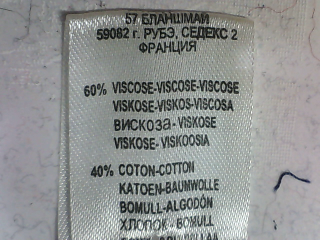 57 БЛАНШМАЙ
59082 г. РУБЭ, СЕДЕКС 2
ФРАНЦИЯ
60% VISCOSE-VISCOSE-VISCOSE
VISKOSE-VISKOS-VISCOSA
ВИСКОЗА-VISKOSE
VISKOSE-VISKOOSIA
40% COTON-COTTON
KATOEN-BAUMWOLLE
BOMULL-ALGODÓN
ХЛОПОК-BOMULL